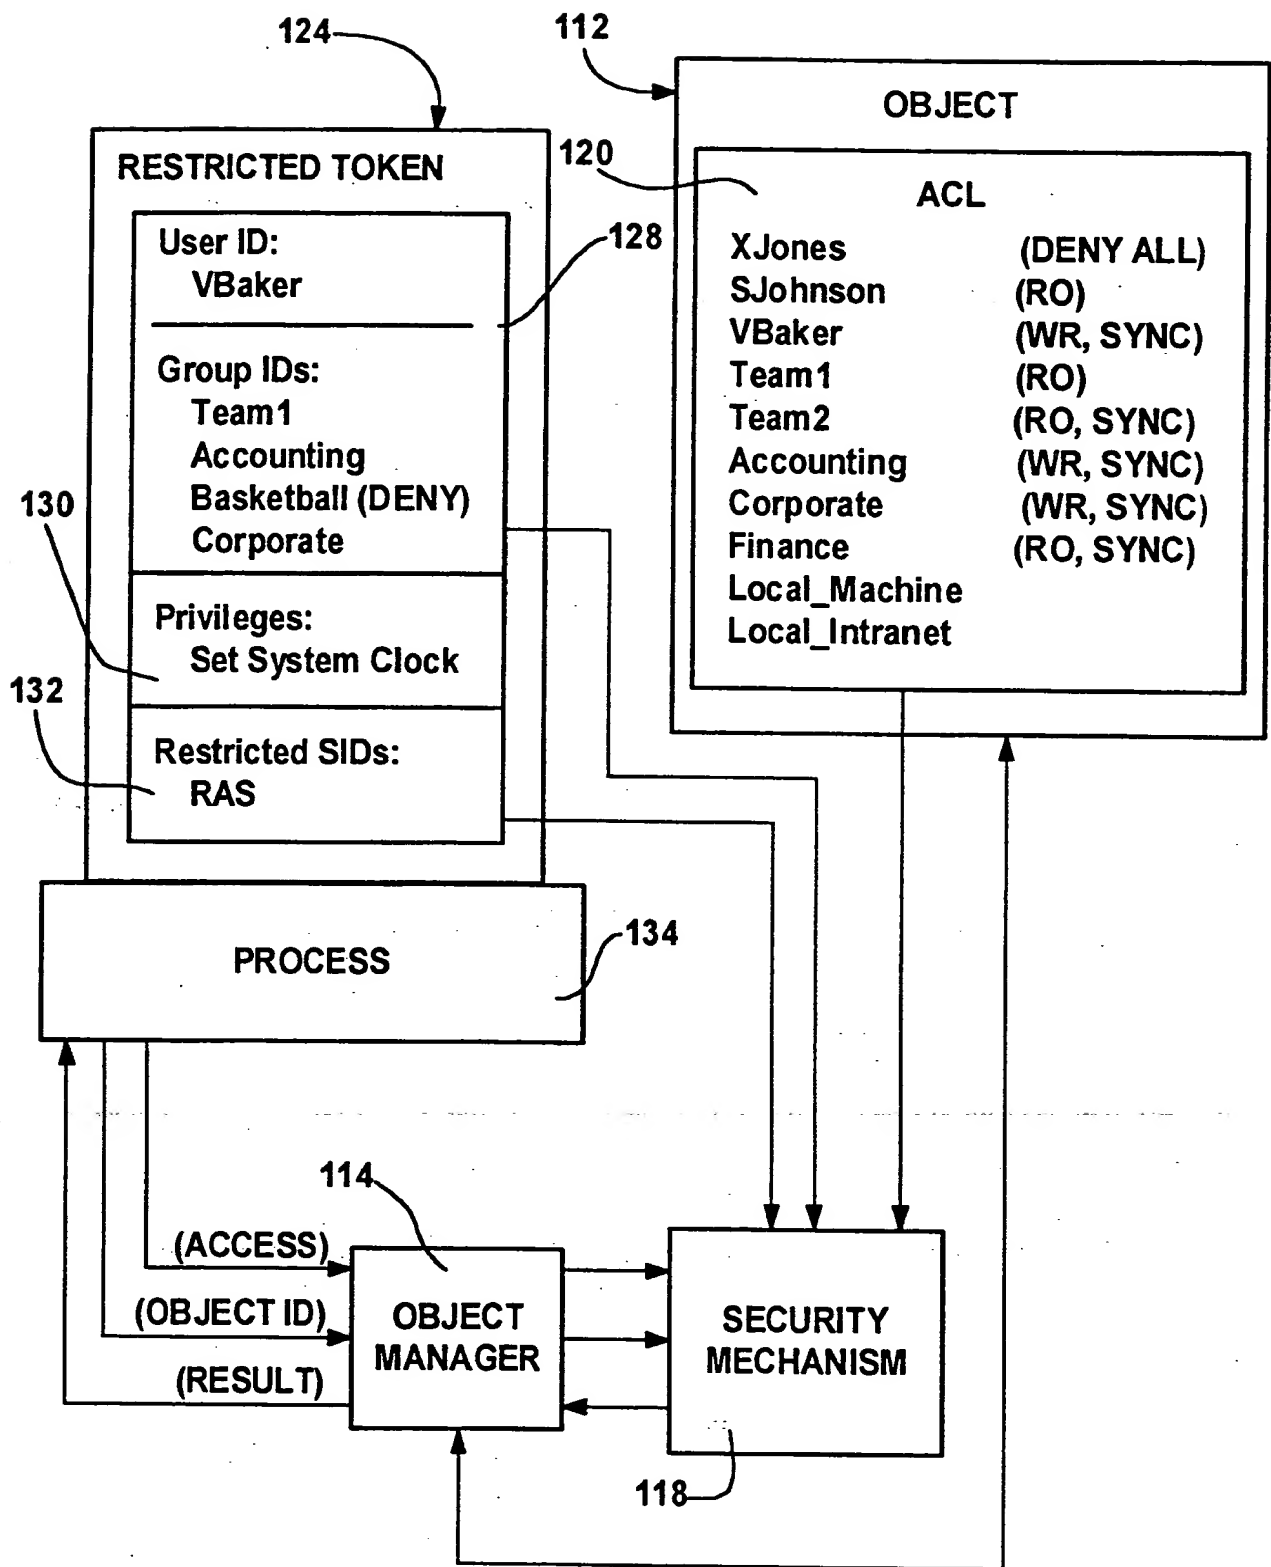 124
112
OBJECT
RESTRICTED TOKEN
120
ACL
User ID:
VBaker
128
Group IDs:
Team1
Accounting
Basketball (DENY)
Corporate
130
Privileges:
Set System Clock
132
Restricted SIDs:
RAS
XJones (DENY ALL)
SJohnson (RO)
VBaker (WR, SYNC)
Team1 (RO)
Team2 (RO, SYNC)
Accounting (WR, SYNC)
Corporate (WR, SYNC)
Finance (RO, SYNC)
Local_Machine
Local_Intranet
PROCESS
134
114
(ACCESS)
(OBJECT ID)
(RESULT)
OBJECT
MANAGER
SECURITY
MECHANISM
118